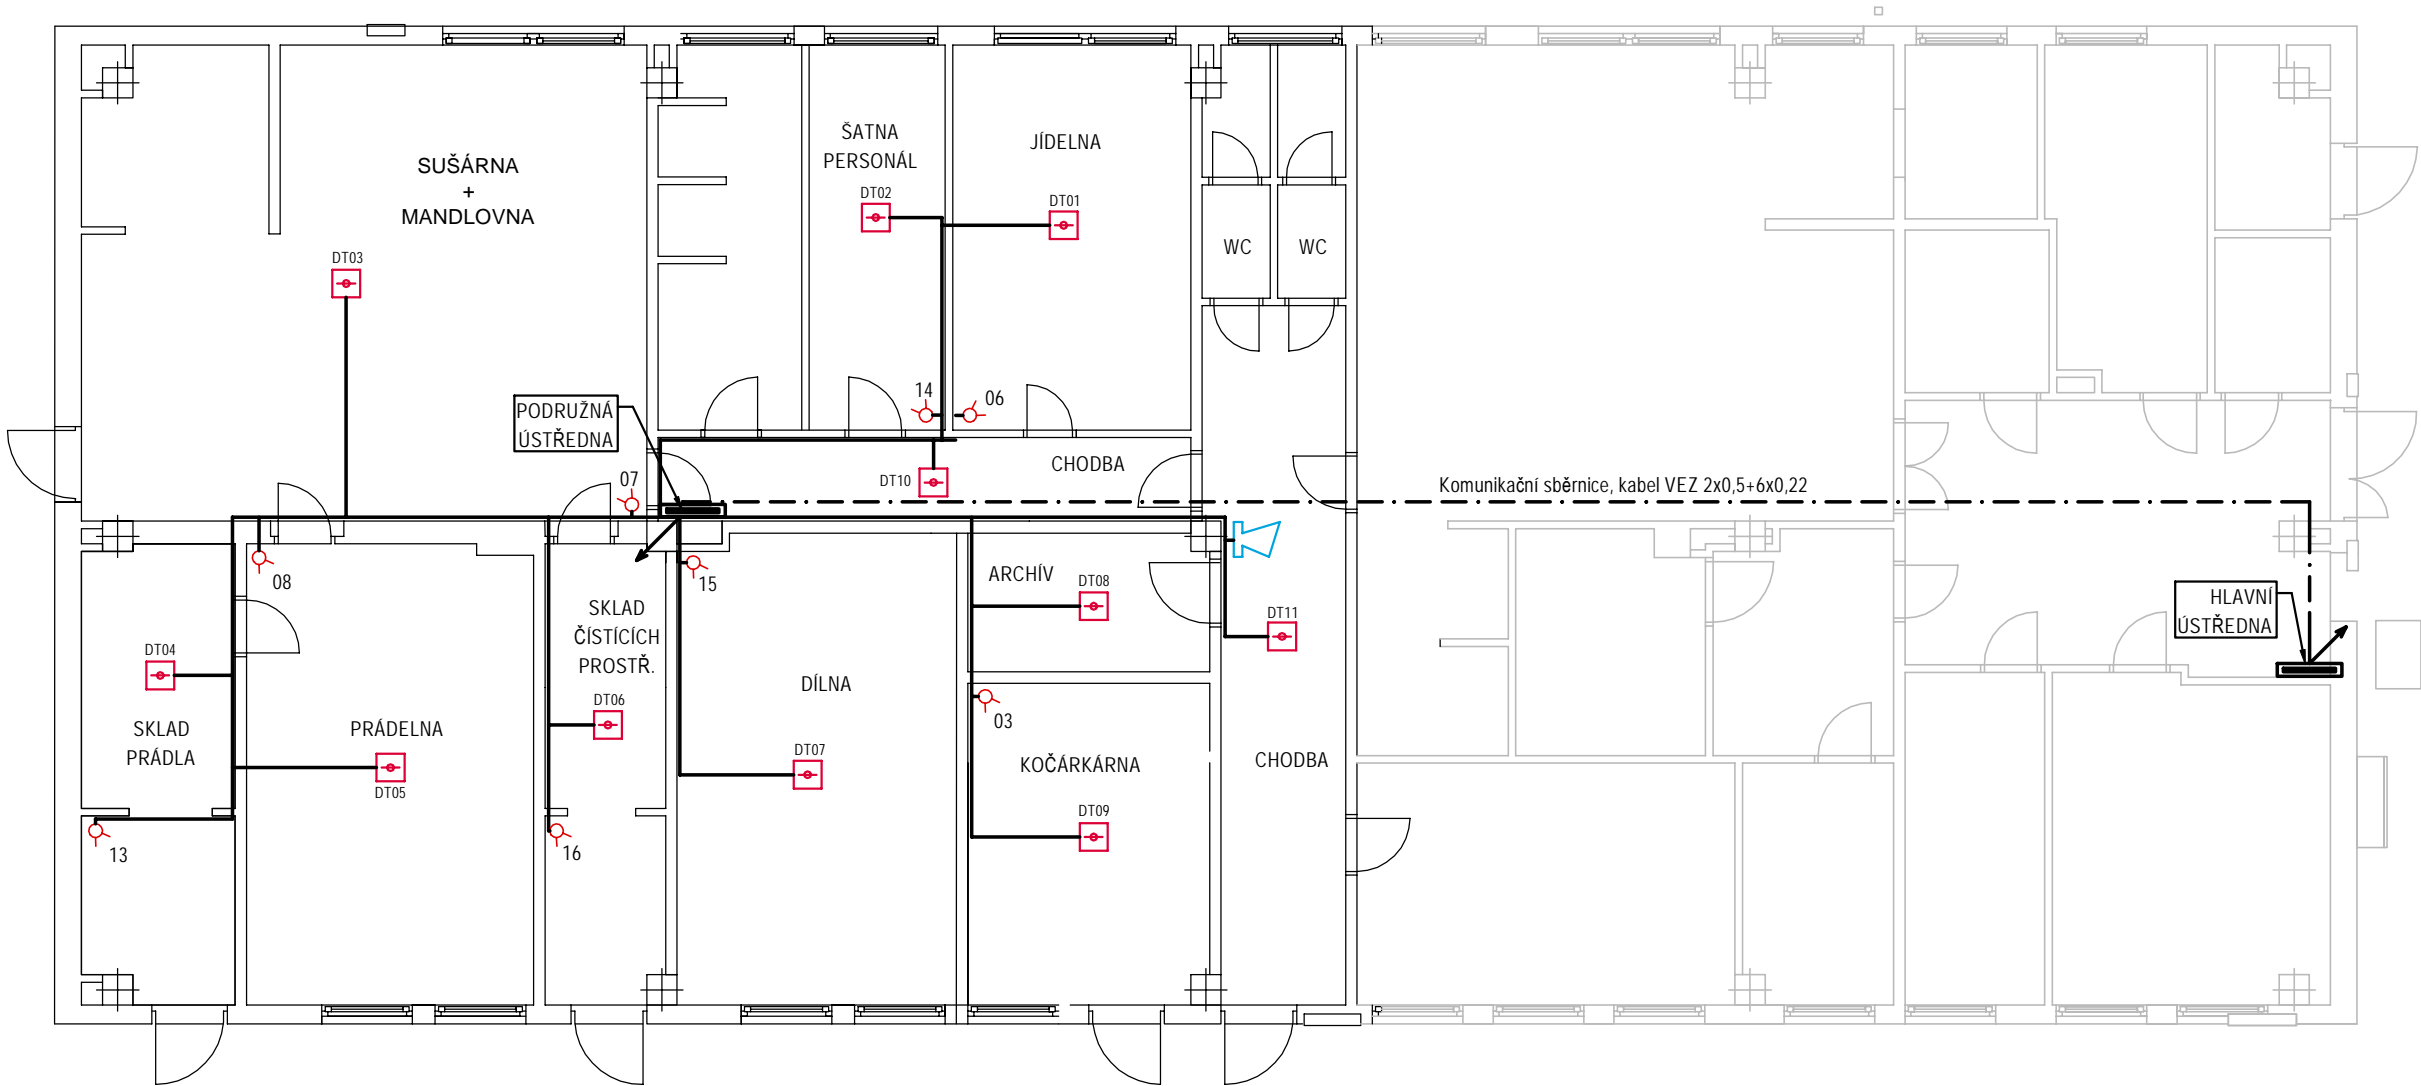 ŠATNA
PERSONÁL
JÍDELNA
SUŠÁRNA
+
MANDLOVNA
DT02
DT01
WC
WC
DT03
14
06
PODRUŽNÁ
ÚSTŘEDNA
CHODBA
07
DT10
Komunikační sběrnice, kabel VEZ 2x0,5+6x0,22
08
15
ARCHÍV
DT08
SKLAD
ČÍSTÍCÍCH
PROSTŘ.
DT11
HLAVNÍ
ÚSTŘEDNA
DT04
DÍLNA
DT06
03
SKLAD
PRÁDLA
PRÁDELNA
DT07
KOČÁRKÁRNA
CHODBA
DT05
DT09
13
16